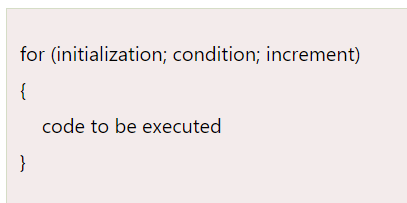 for (initialization; condition; increment)
{
code to be executed
}